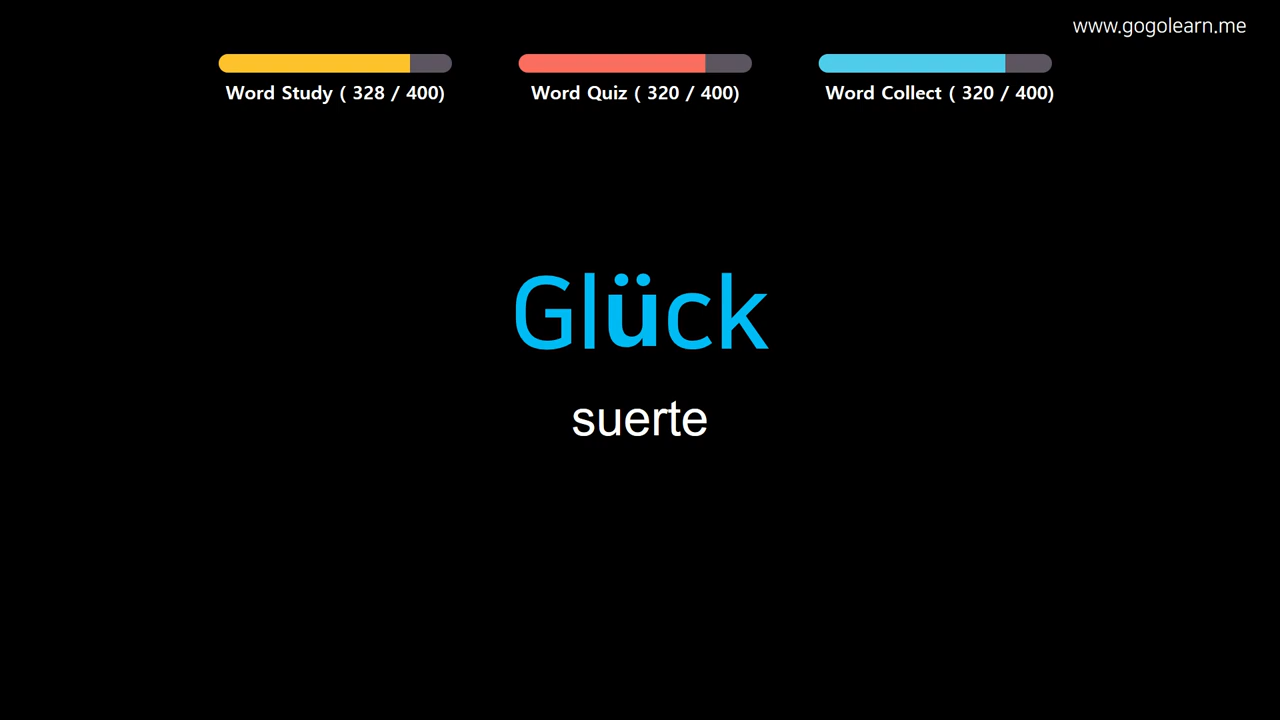 www.gogolearn.me
Word Study ( 328 / 400)
Word Quiz ( 320 / 400)
Word Collect ( 320 / 400)
Glück
suerte